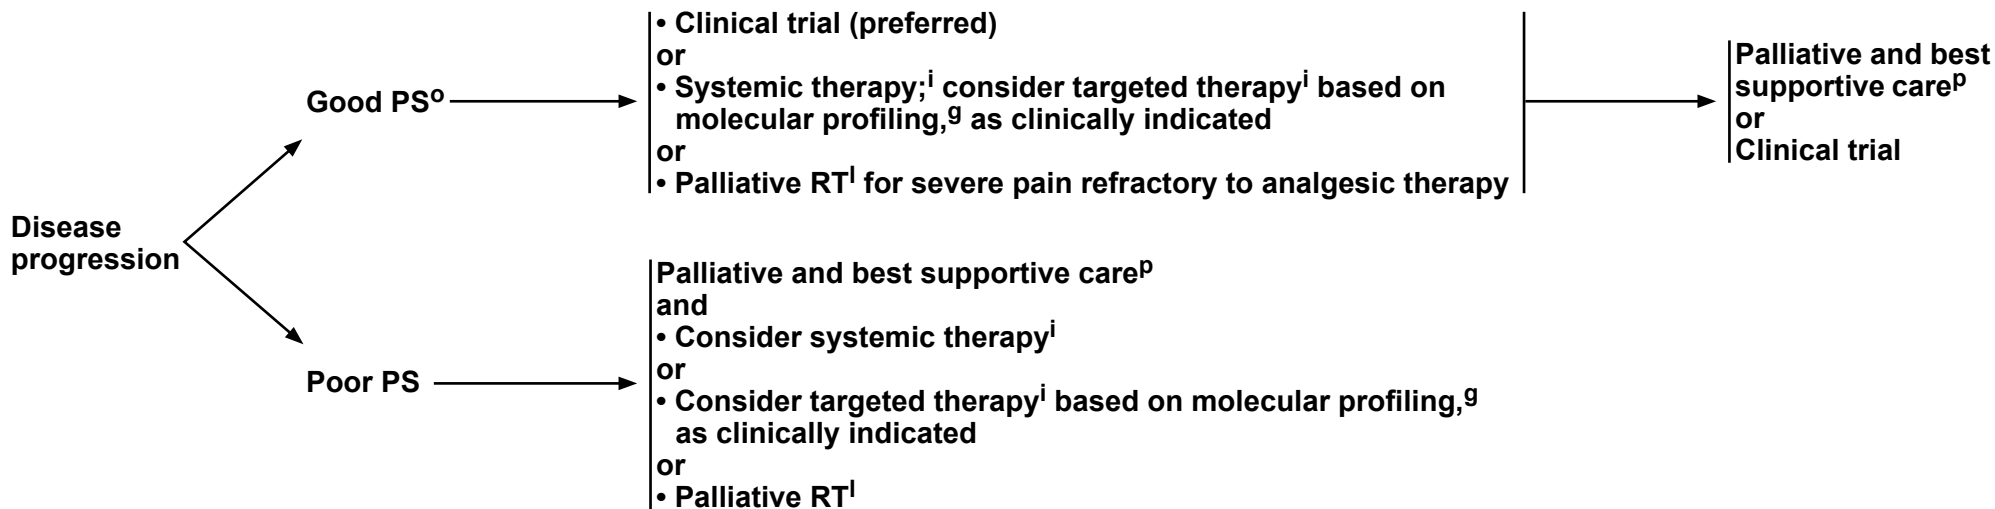 Disease
progression
Good PSᵒ
• Clinical trial (preferred)
or
• Systemic therapy;ⁱ consider targeted therapyⁱ based on
molecular profiling,ᵍ as clinically indicated
or
• Palliative RTˡ for severe pain refractory to analgesic therapy
Palliative and best
supportive careᵖ
or
Clinical trial
Poor PS
Palliative and best supportive careᵖ
and
• Consider systemic therapyⁱ
or
• Consider targeted therapyⁱ based on molecular profiling,ᵍ
as clinically indicated
or
• Palliative RTˡ